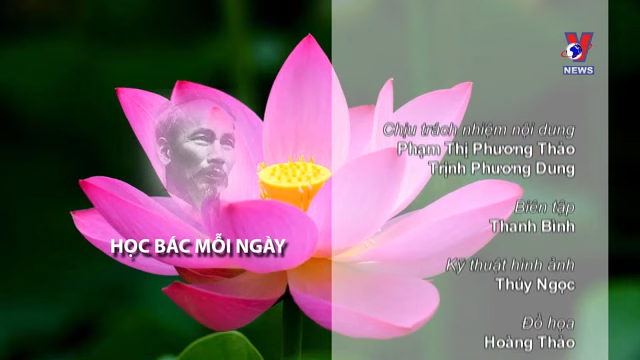 V
NEWS
Chịu trách nhiệm nội dung
Phạm Thị Phương Thảo
Trịnh Phương Dung
Biên tập
Thanh Bình
HỌC BÁC MỖI NGÀY
Kỹ thuật hình ảnh
Thúy Ngọc
Đồ họa
Hoàng Thảo